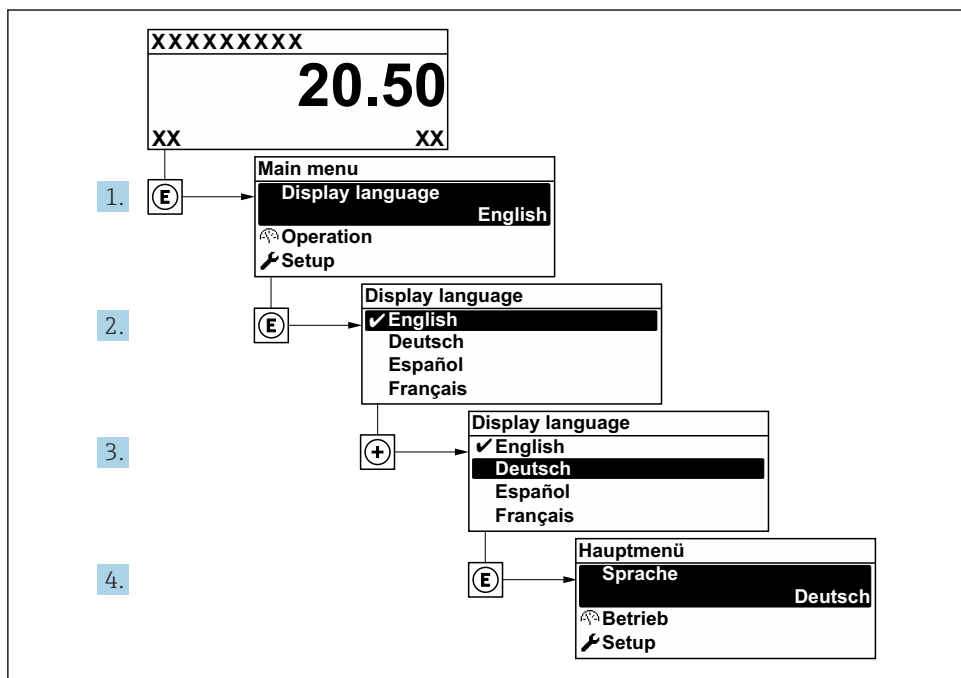 XXXXXXXXX
20.50
XX XX
1. E
Main menu
Display language
English
Operation
Setup
2. E
Display language
✔English
Deutsch
Español
Français
3. +
Display language
✔English
Deutsch
Español
Français
4. E
Hauptmenü
Sprache
Deutsch
Betrieb
Setup